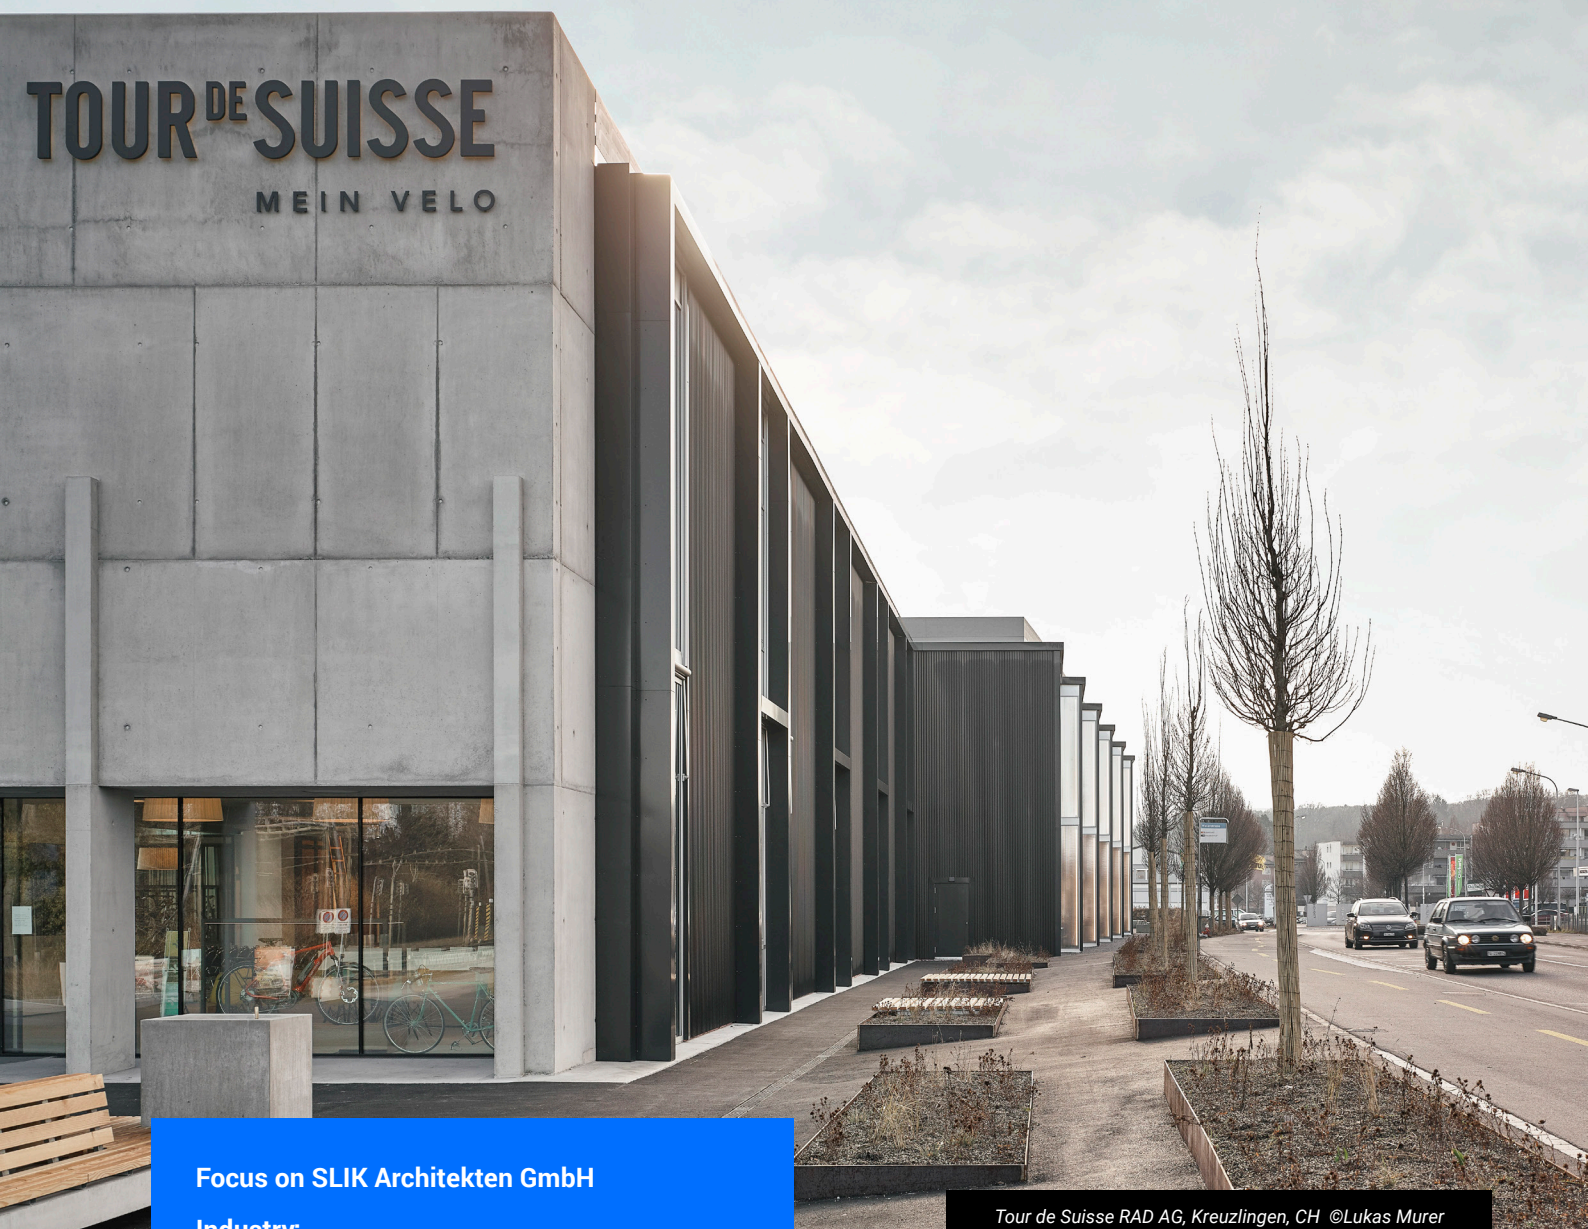 TOUR DE SUISSE
MEIN VELO
Focus on SLIK Architekten GmbH
Industry:
Tour de Suisse RAD AG, Kreuzlingen, CH ©Lukas Murer